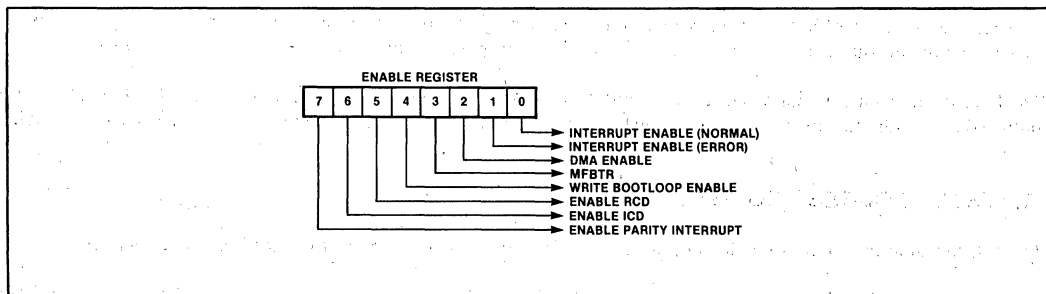 ENABLE REGISTER
7 6 5 4 3 2 1 0
INTERRUPT ENABLE (NORMAL)
INTERRUPT ENABLE (ERROR)
DMA ENABLE
MFBTR
WRITE BOOTLOOP ENABLE
ENABLE RCD
ENABLE ICD
ENABLE PARITY INTERRUPT